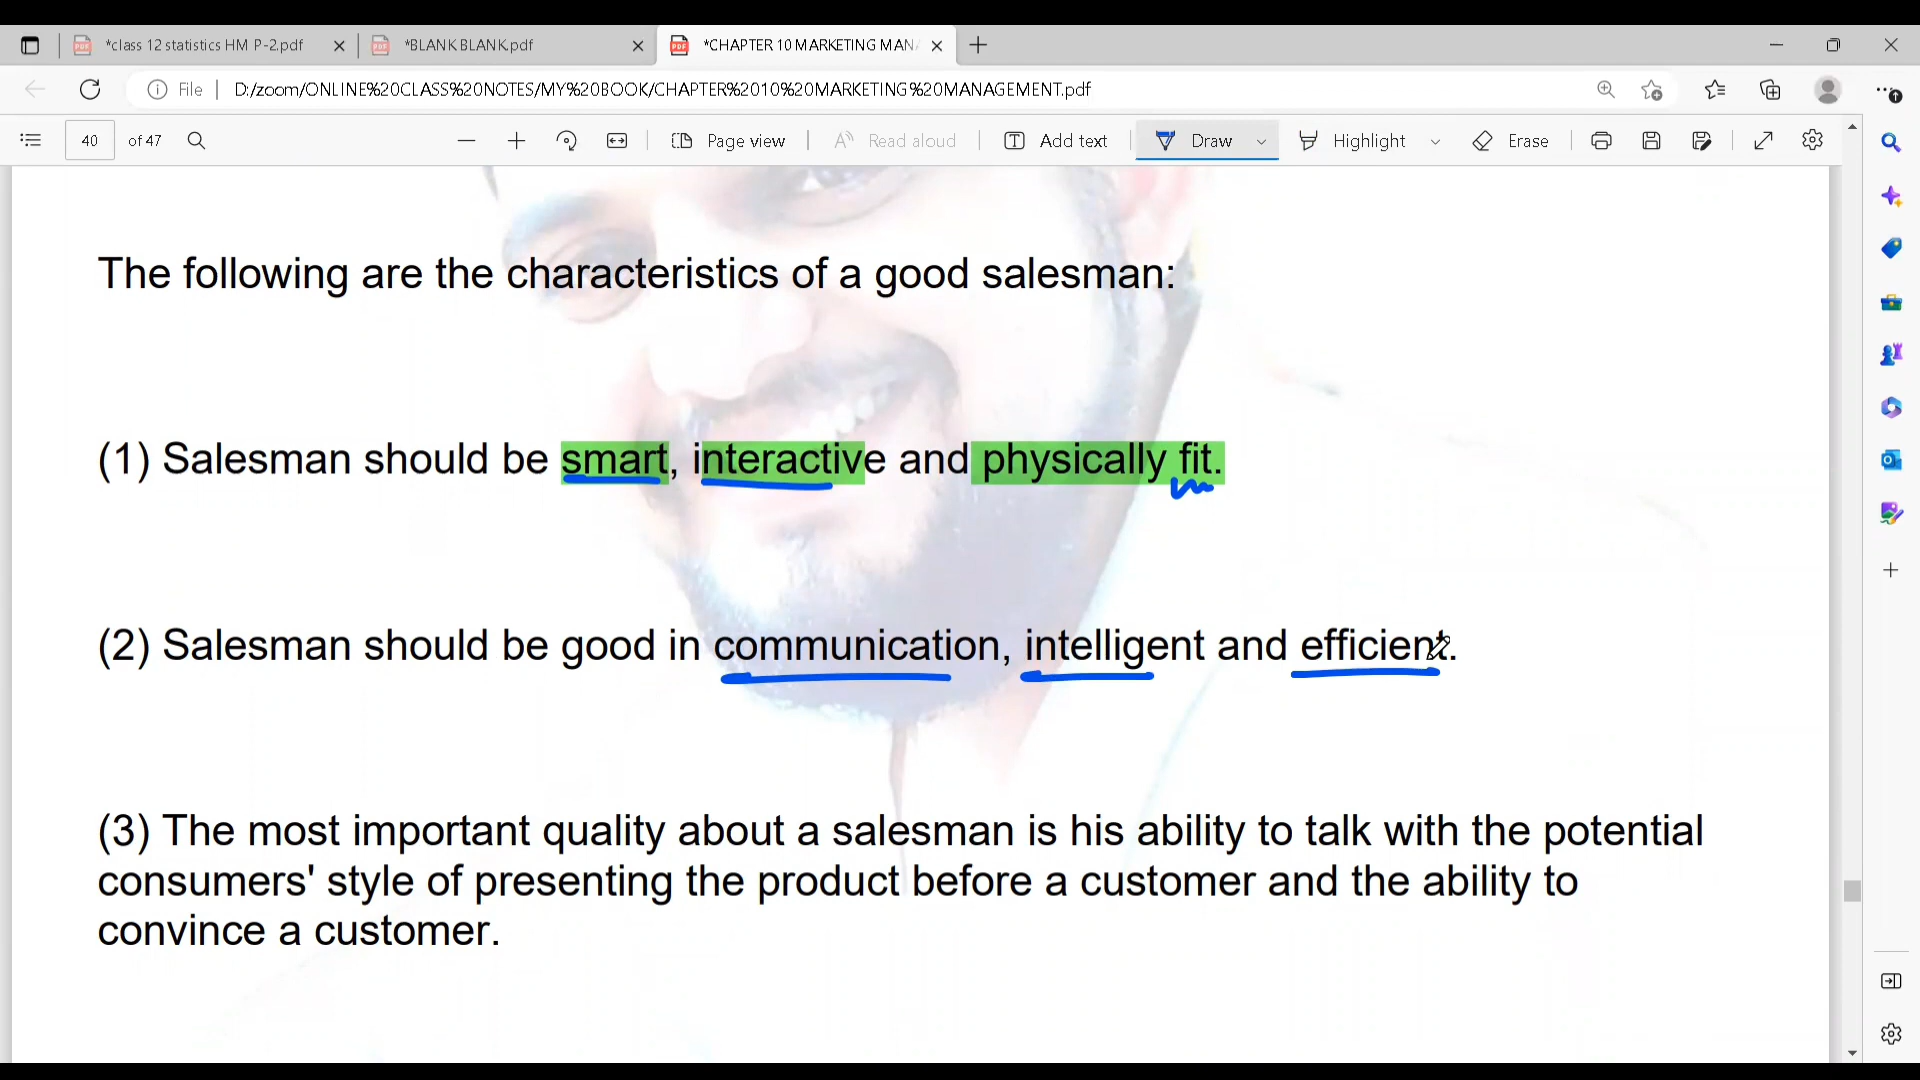 *class 12 statistics HM P-2.pdf
*BLANK BLANK.pdf
*CHAPTER 10 MARKETING MAN
File
D:/zoom/ONLINE%20CLASS%20NOTES/MY%20BOOK/CHAPTER%2010%20MARKETING%20MANAGEMENT.pdf
40 of 47 Page view Read aloud Add text Draw Highlight Erase
The following are the characteristics of a good salesman:
(1) Salesman should be smart, interactive and physically fit.
(2) Salesman should be good in communication, intelligent and efficient.
(3) The most important quality about a salesman is his ability to talk with the potential
consumers' style of presenting the product before a customer and the ability to
convince a customer.